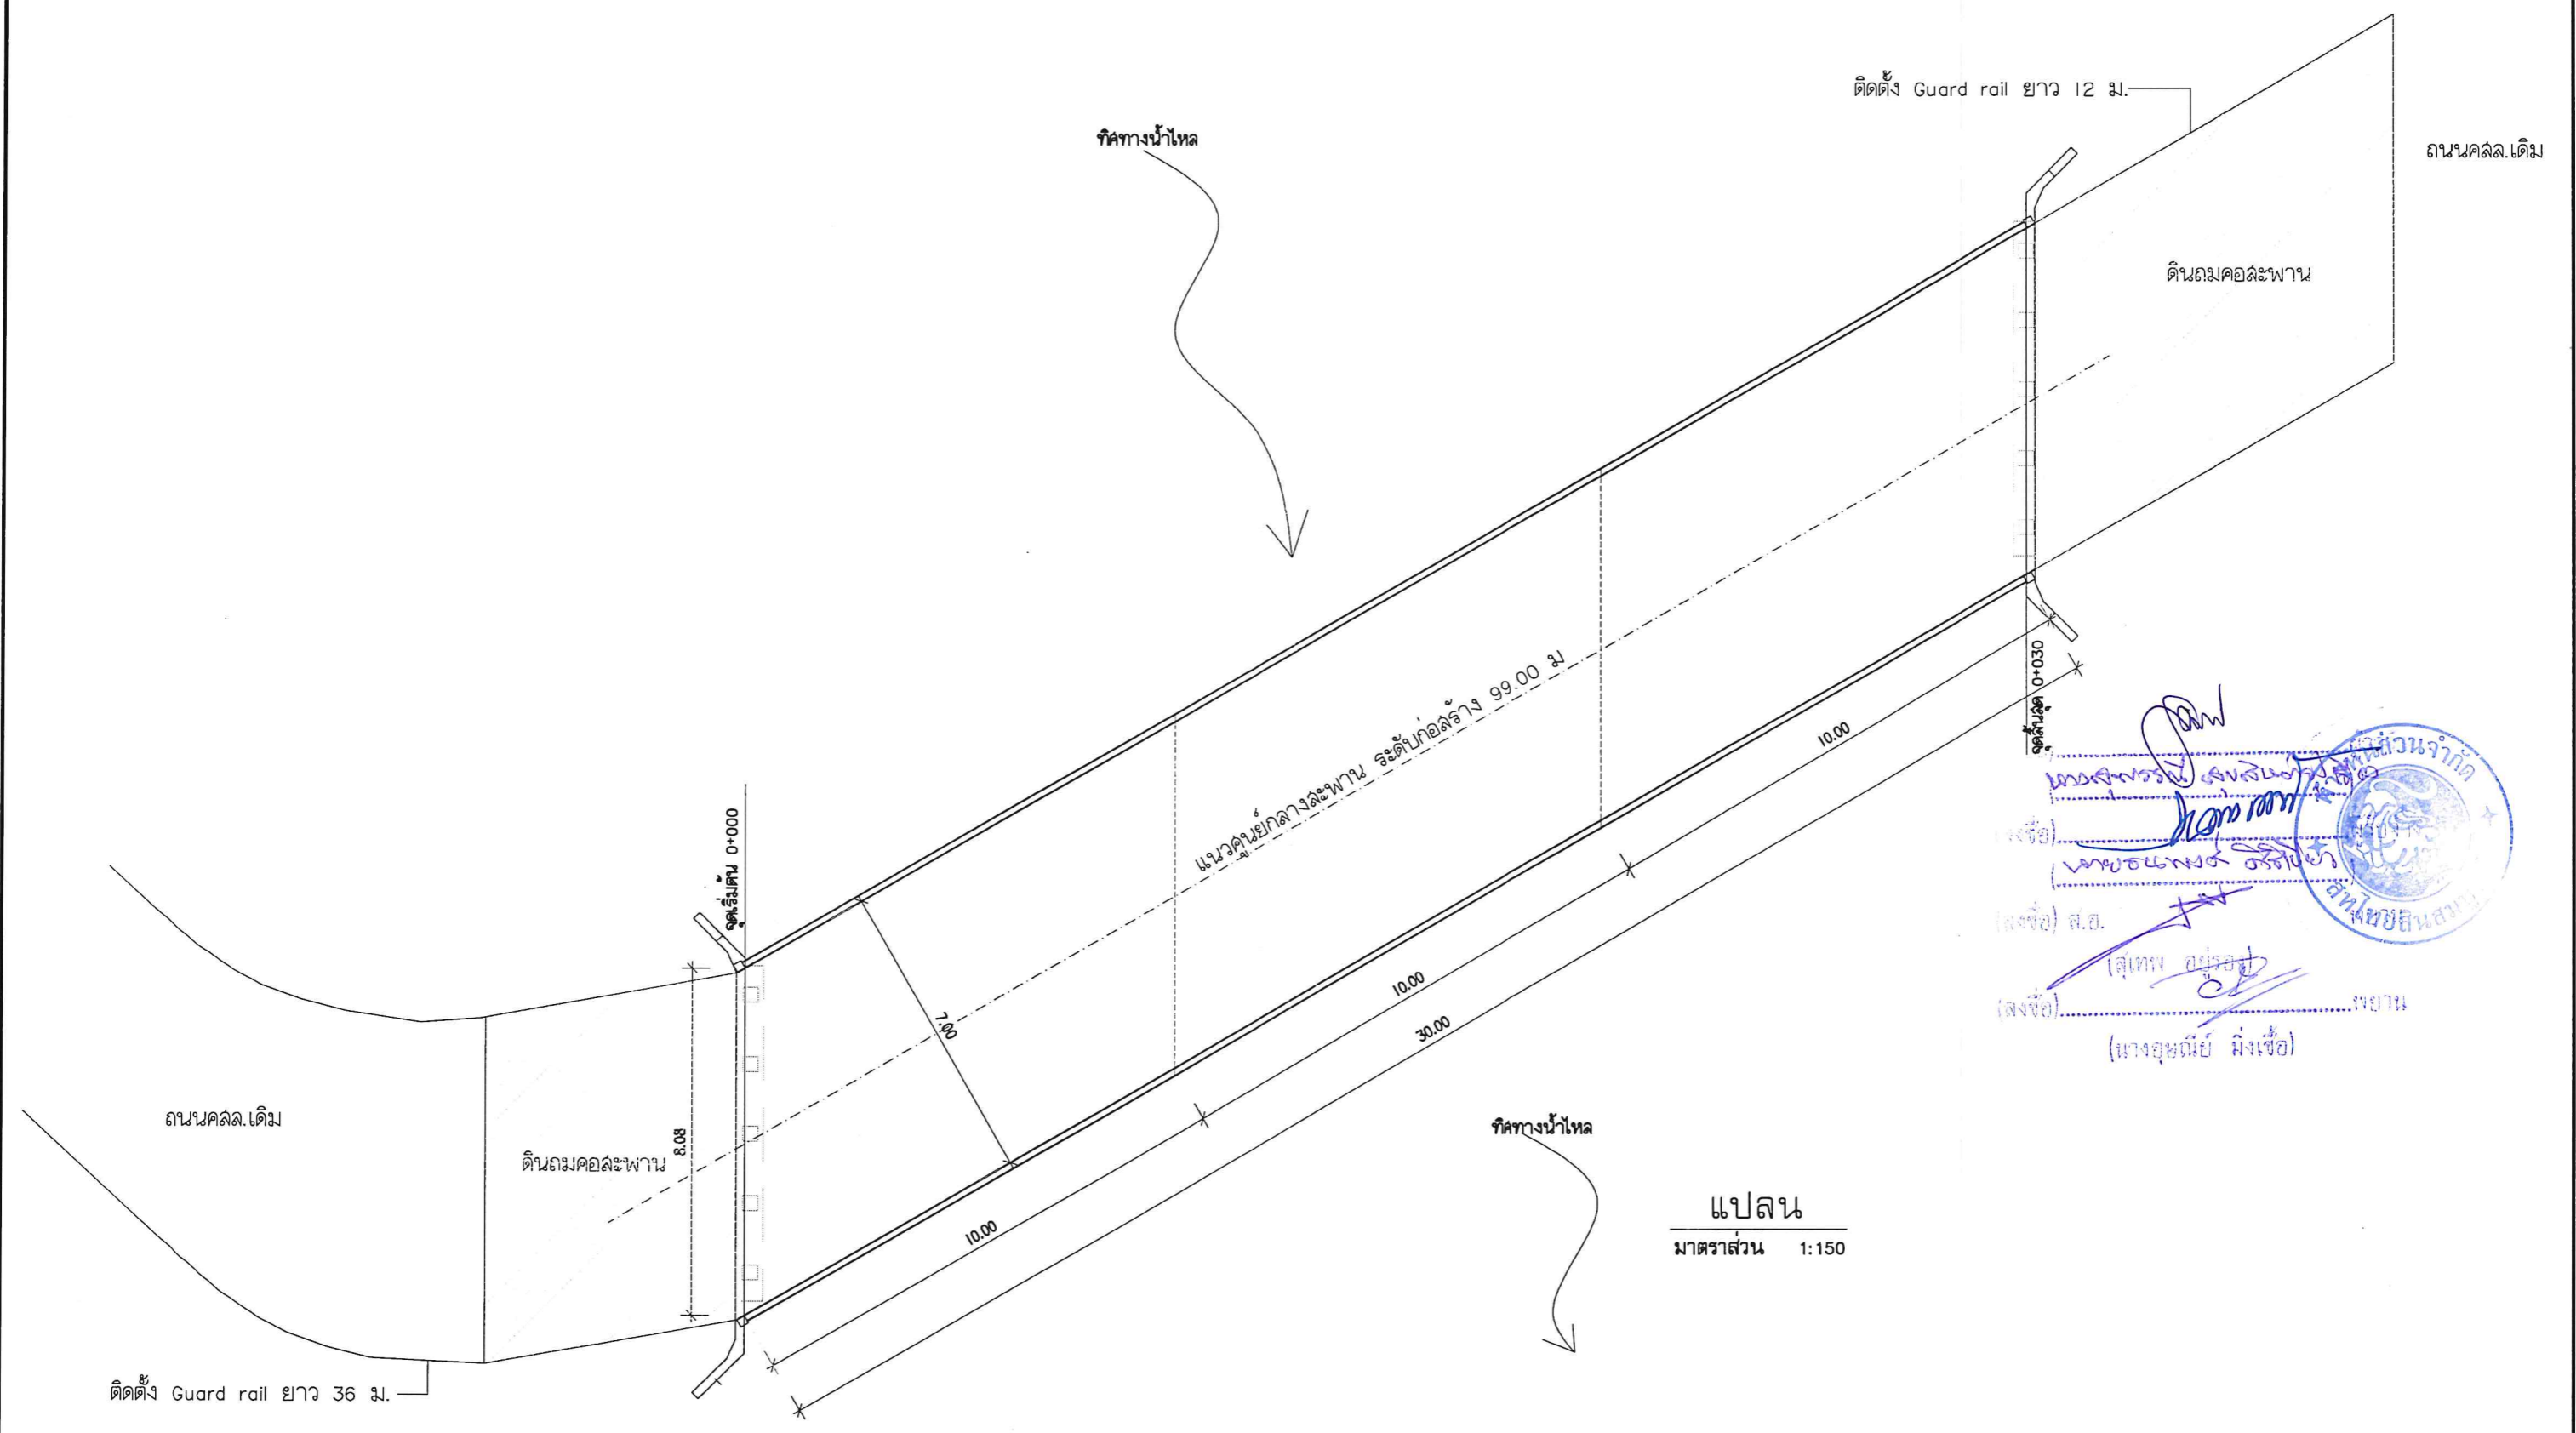 ติดตั้ง Guard rail ยาว 12 ม.
ทิศทางน้ำไหล
ถนนคสล.เดิม
ดินถมคอสะพาน
จุดสิ้นสุด 0+030
แนวศูนย์กลางสะพาน ระดับก่อสร้าง 99.00 ม
10.00
จุดเริ่มต้น 0+000
7.00
10.00
30.00
8.08
10.00
ถนนคสล.เดิม
ดินถมคอสะพาน
ทิศทางน้ำไหล
แปลน
มาตราส่วน 1:150
ติดตั้ง Guard rail ยาว 36 ม.
(ลงชื่อ)
(ลงชื่อ) ส.อ.
(สุเทพ
(ลงชื่อ) พยาน
(นางอุษณีย์ มิ่งเชื้อ)